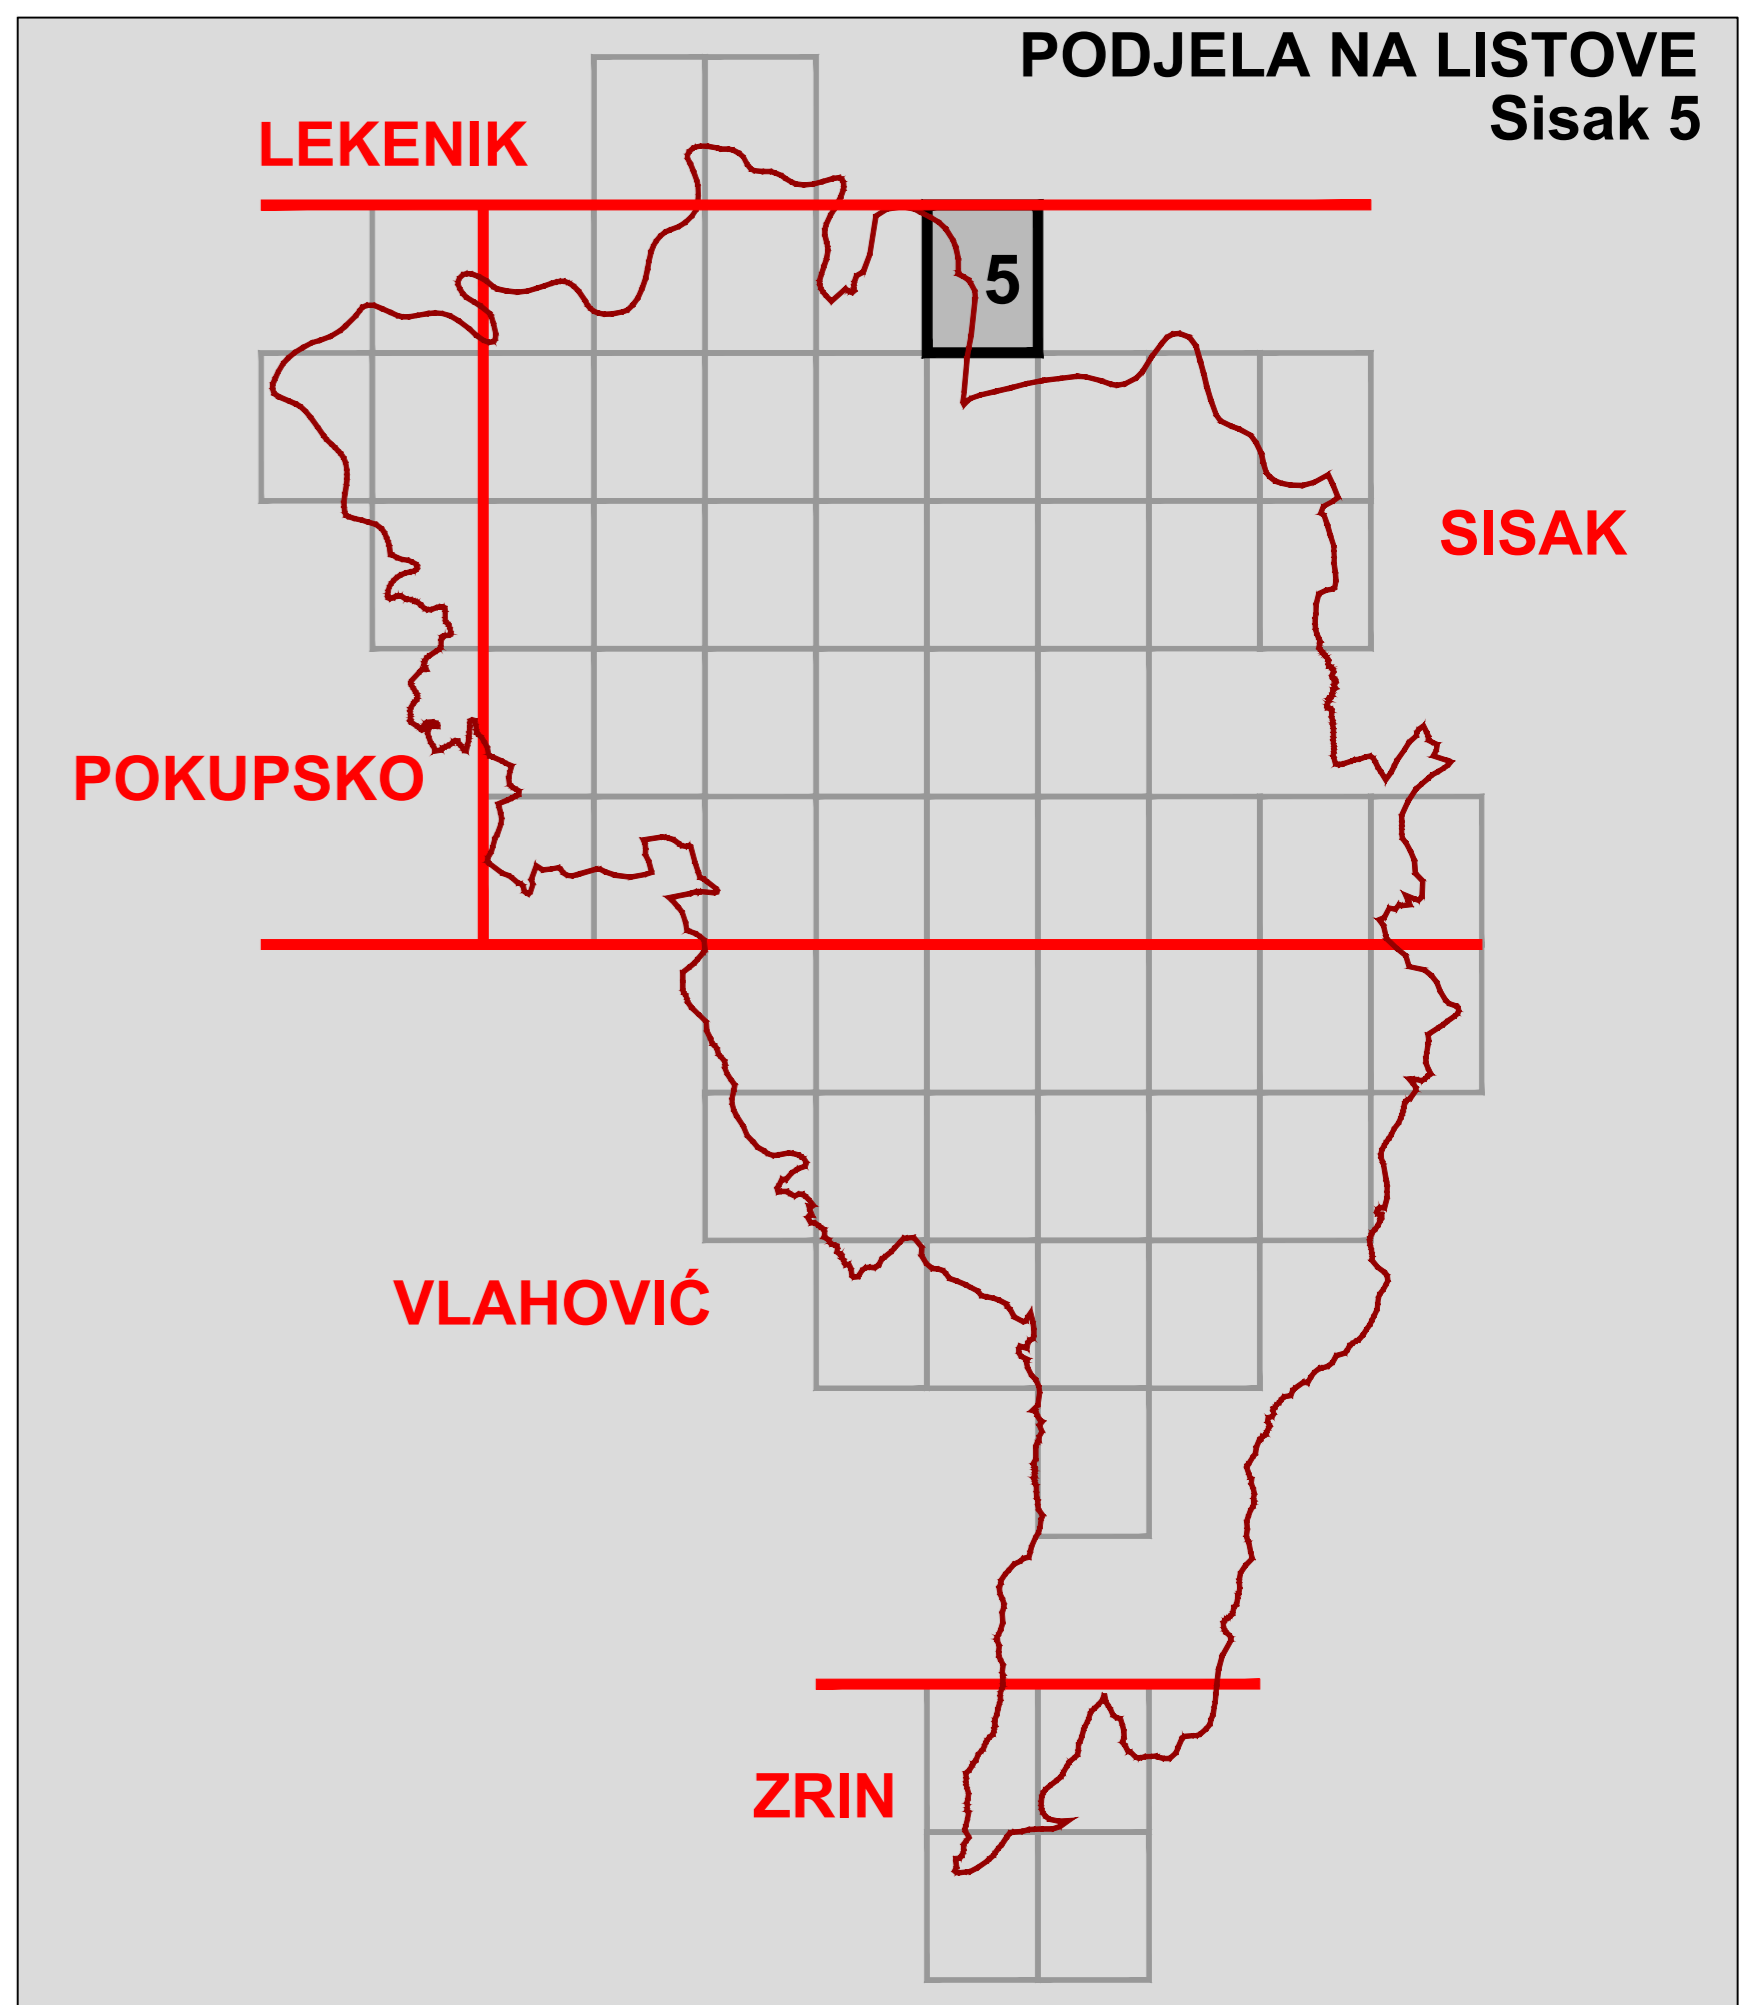 PODJELA NA LISTOVE
Sisak 5
LEKENIK
5
SISAK
POKUPSKO
VLAHOVIĆ
ZRIN